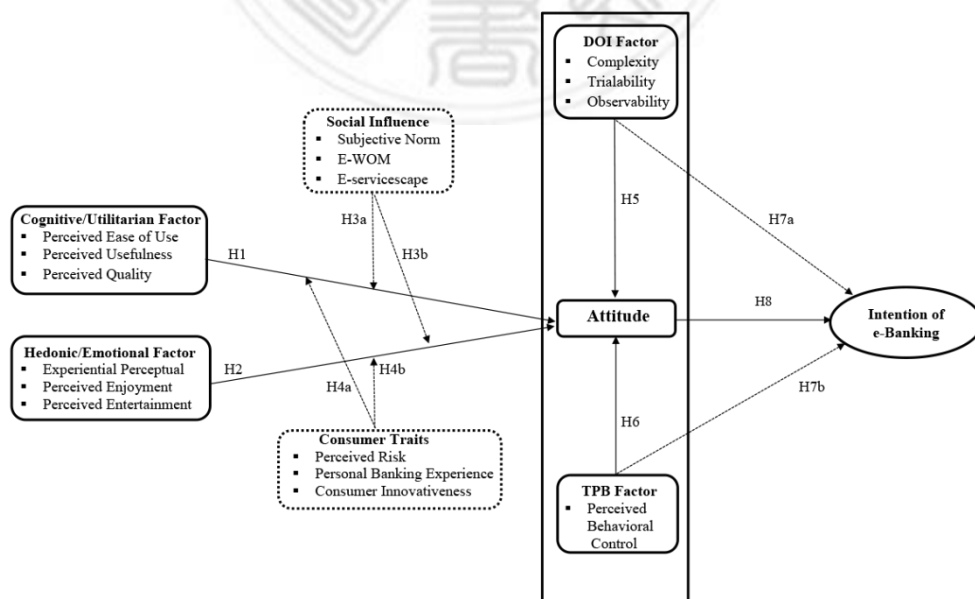 DOI Factor
▪ Complexity
▪ Trialability
▪ Observability
Social Influence
▪ Subjective Norm
▪ E-WOM
▪ E-servicescape
H5
H7a
H3a
H3b
Cognitive/Utilitarian Factor
▪ Perceived Ease of Use
▪ Perceived Usefulness
▪ Perceived Quality
H1
Attitude
H8
Intention of
e-Banking
Hedonic/Emotional Factor
▪ Experiential Perceptual
▪ Perceived Enjoyment
▪ Perceived Entertainment
H2
H4a
H4b
H7b
H6
Consumer Traits
▪ Perceived Risk
▪ Personal Banking Experience
▪ Consumer Innovativeness
TPB Factor
▪ Perceived
Behavioral
Control